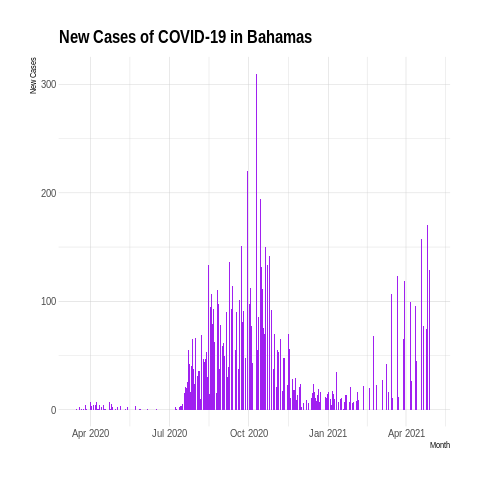 New Cases of COVID-19 in Bahamas
New Cases
300
200
100
0
Apr 2020 Jul 2020 Oct 2020 Jan 2021 Apr 2021
Month